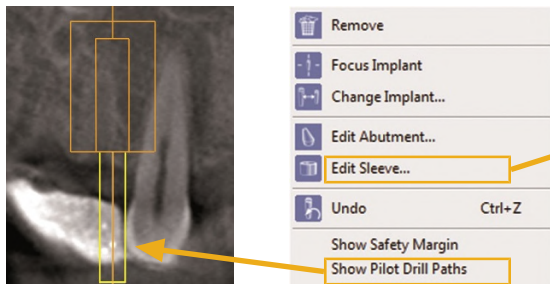 Remove
Focus Implant
Change Implant...
Edit Abutment...
Edit Sleeve...
Undo Ctrl+Z
Show Safety Margin
Show Pilot Drill Paths